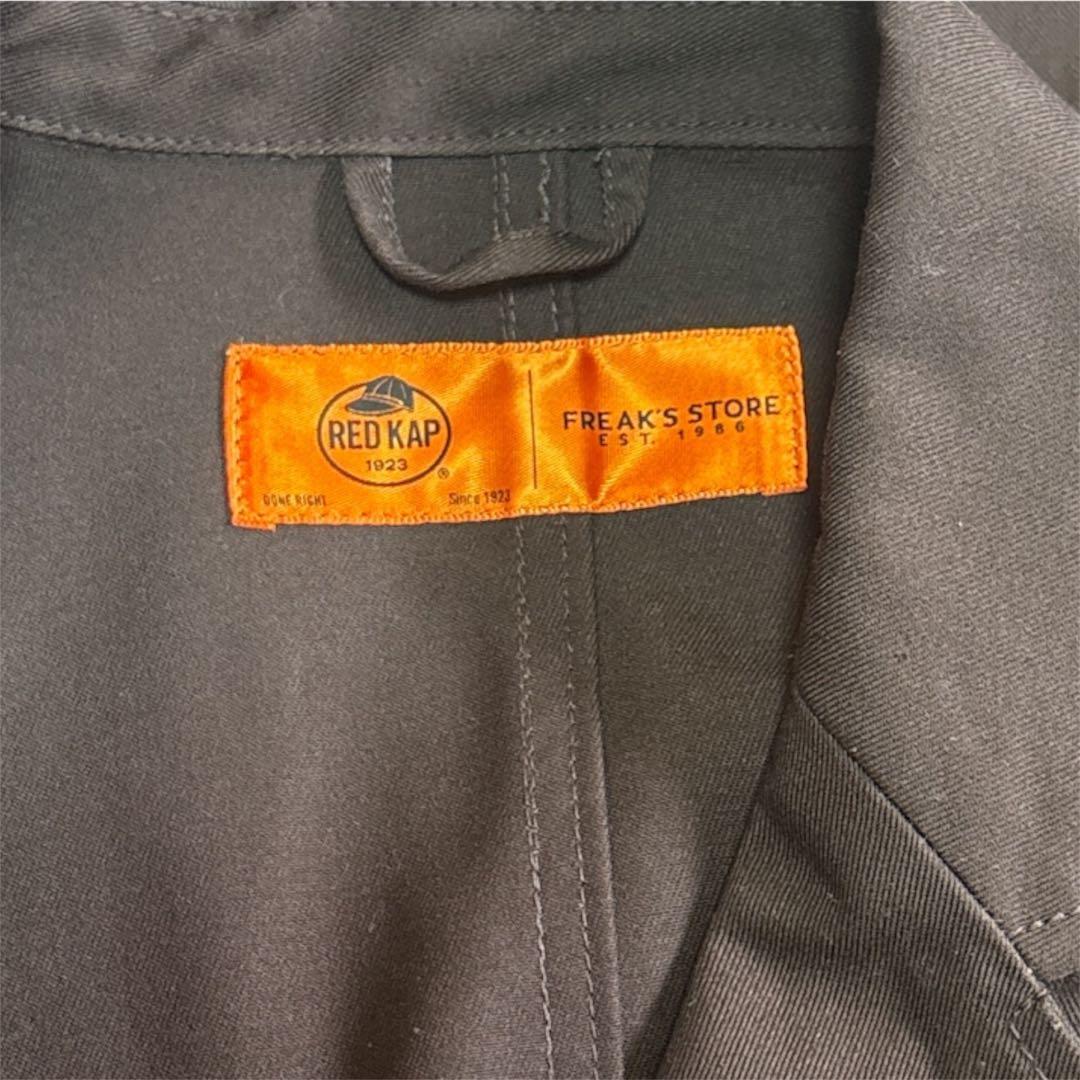 RED KAP
1923
®
DONE RIGHT
Since 1923
FREAK'S STORE
EST. 1986